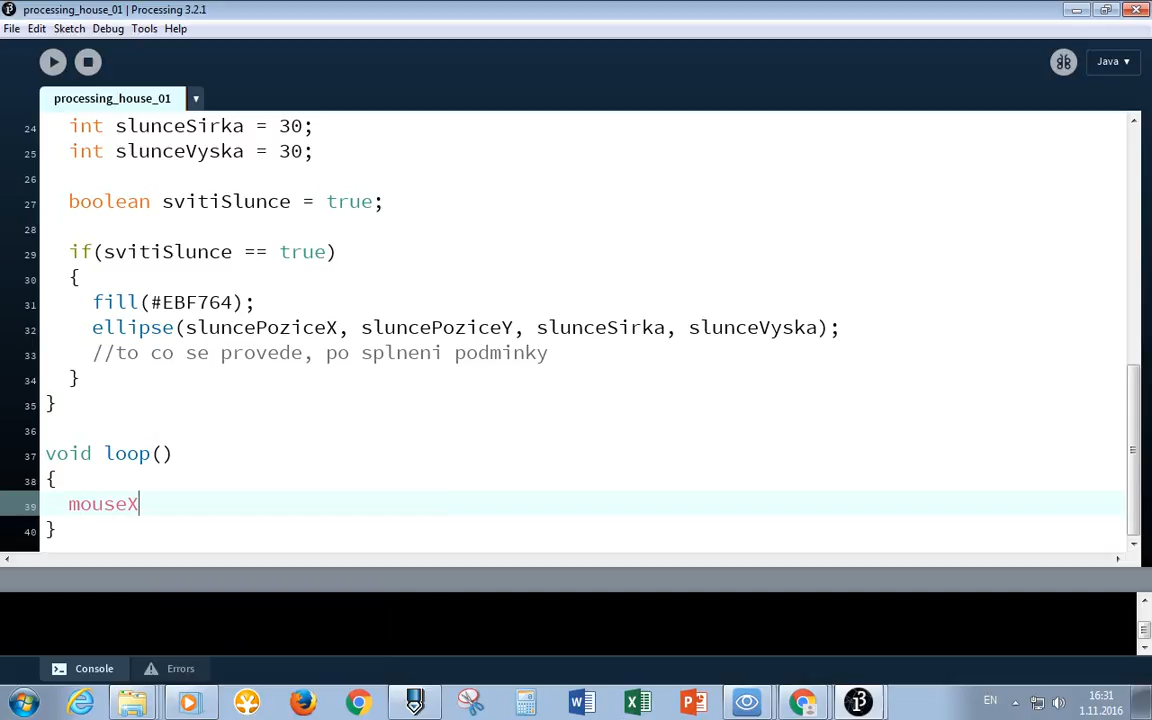 processing_house_01 | Processing 3.2.1
File Edit Sketch Debug Tools Help
Java ▾
processing_house_01 ▾
24 int slunceSirka = 30;
25 int slunceVyska = 30;
26
27 boolean svitiSlunce = true;
28
29 if(svitiSlunce == true)
30 {
31 fill(#EBF764);
32 ellipse(sluncePoziceX, sluncePoziceY, slunceSirka, slunceVyska);
33 //to co se provede, po splneni podminky
34 }
35 }
36
37 void loop()
38 {
39 mouseX
40 }
Console Errors
EN 16:31
1.11.2016